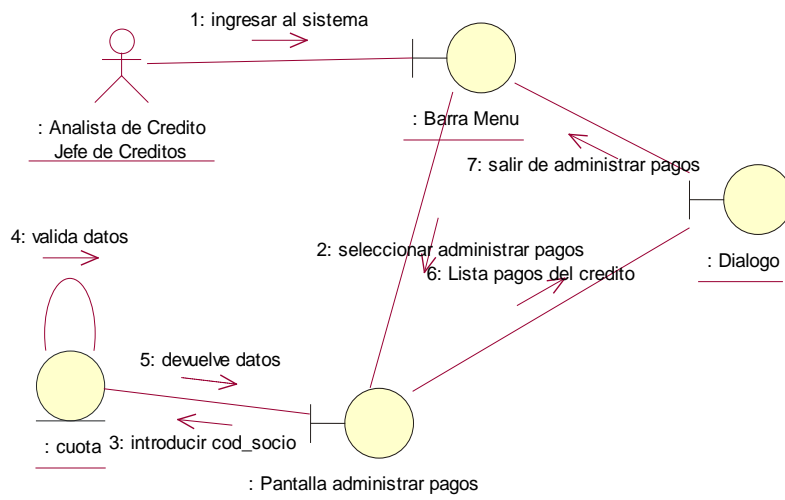 1: ingresar al sistema
: Analista de Credito
Jefe de Creditos
: Barra Menu
7: salir de administrar pagos
4: valida datos
2: seleccionar administrar pagos
6: Lista pagos del credito
: Dialogo
5: devuelve datos
3: introducir cod_socio
: cuota
: Pantalla administrar pagos